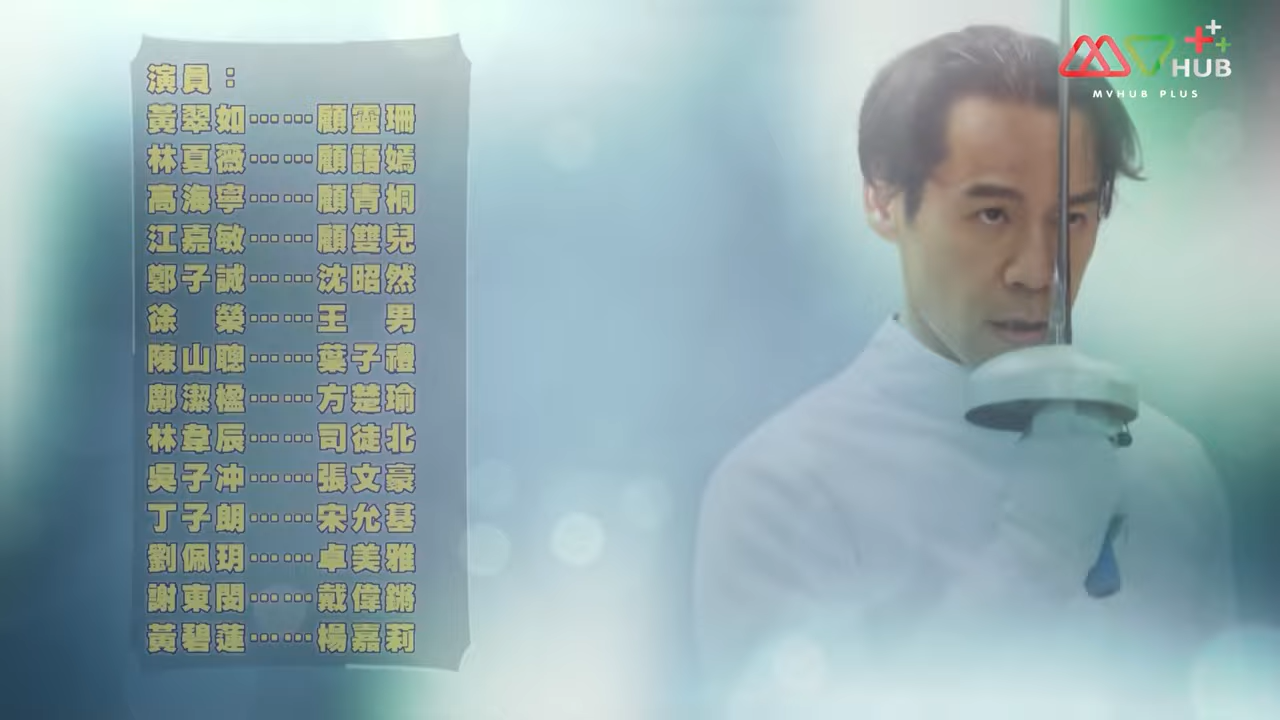 演員：
黃翠如⋯⋯顧靈珊
林夏薇⋯⋯顧語嫣
高海寧⋯⋯顧青桐
江嘉敏⋯⋯顧雙兒
鄭子誠⋯⋯沈昭然
徐　榮⋯⋯王　男
陳山聰⋯⋯葉子禮
鄺潔楹⋯⋯方楚瑜
林韋辰⋯⋯司徒北
吳子冲⋯⋯張文豪
丁子朗⋯⋯宋允基
劉佩玥⋯⋯卓美雅
謝東閔⋯⋯戴偉鏘
黃碧蓮⋯⋯楊嘉莉
MV HUB
MVHUB PLUS